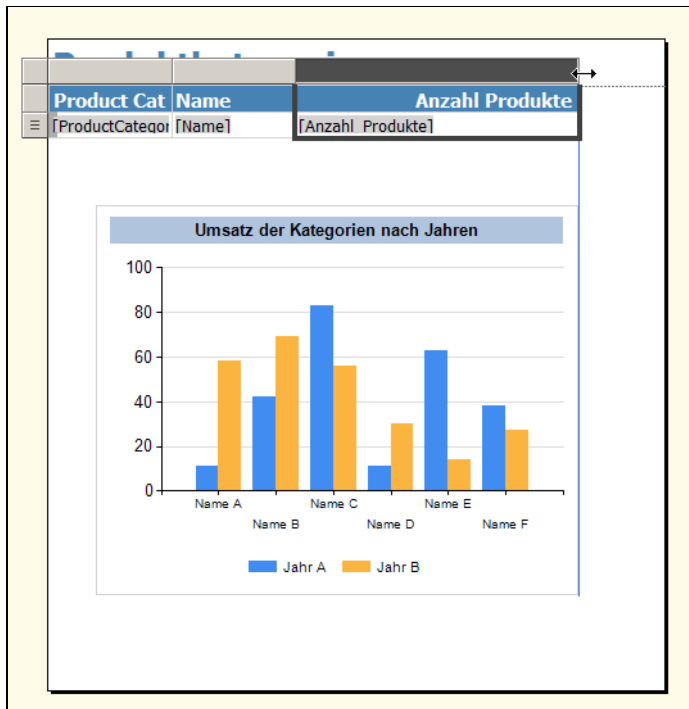 Product Cat Name Anzahl Produkte
[ProductCategor [Name] [Anzahl_Produkte]
Umsatz der Kategorien nach Jahren
100
80
60
40
20
0
Name A Name C Name E
Name B Name D Name F
Jahr A Jahr B